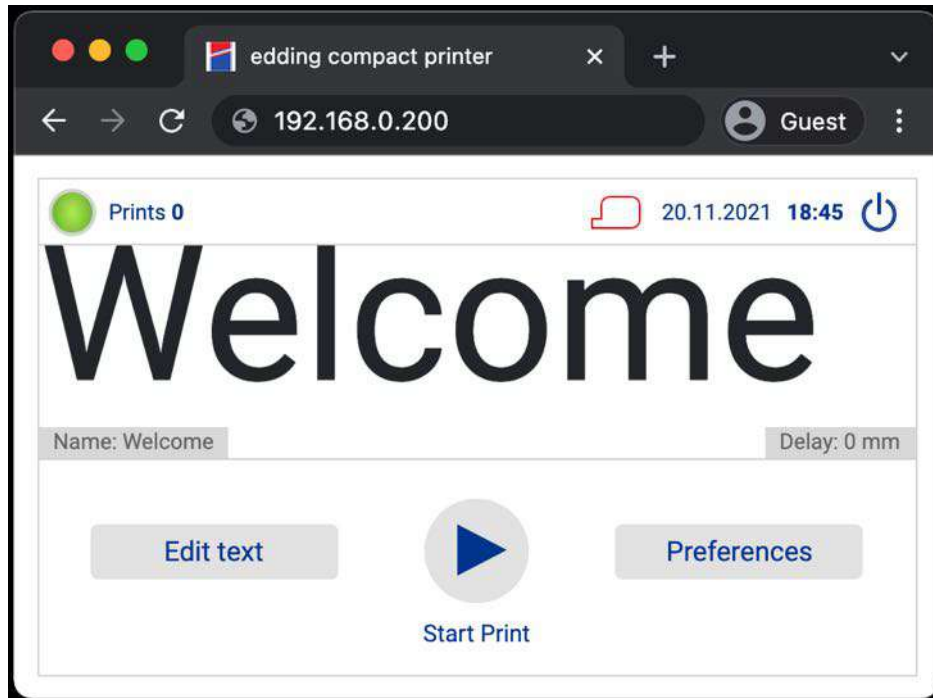 edding compact printer
192.168.0.200
Guest
Prints 0
20.11.2021 18:45
Welcome
Name: Welcome
Delay: 0 mm
Edit text
Preferences
Start Print